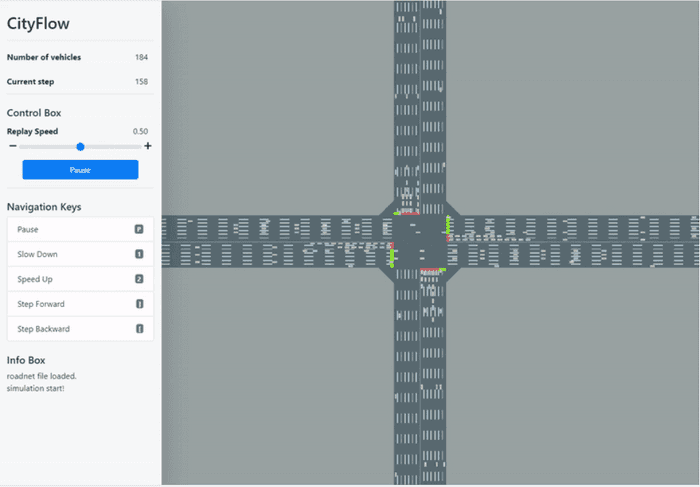 CityFlow
Number of vehicles 184
Current step 158
Control Box
Replay Speed 0.50
− +
Pause
Navigation Keys
Pause P
Slow Down 1
Speed Up 2
Step Forward ]
Step Backward [
Info Box
roadnet file loaded.
simulation start!